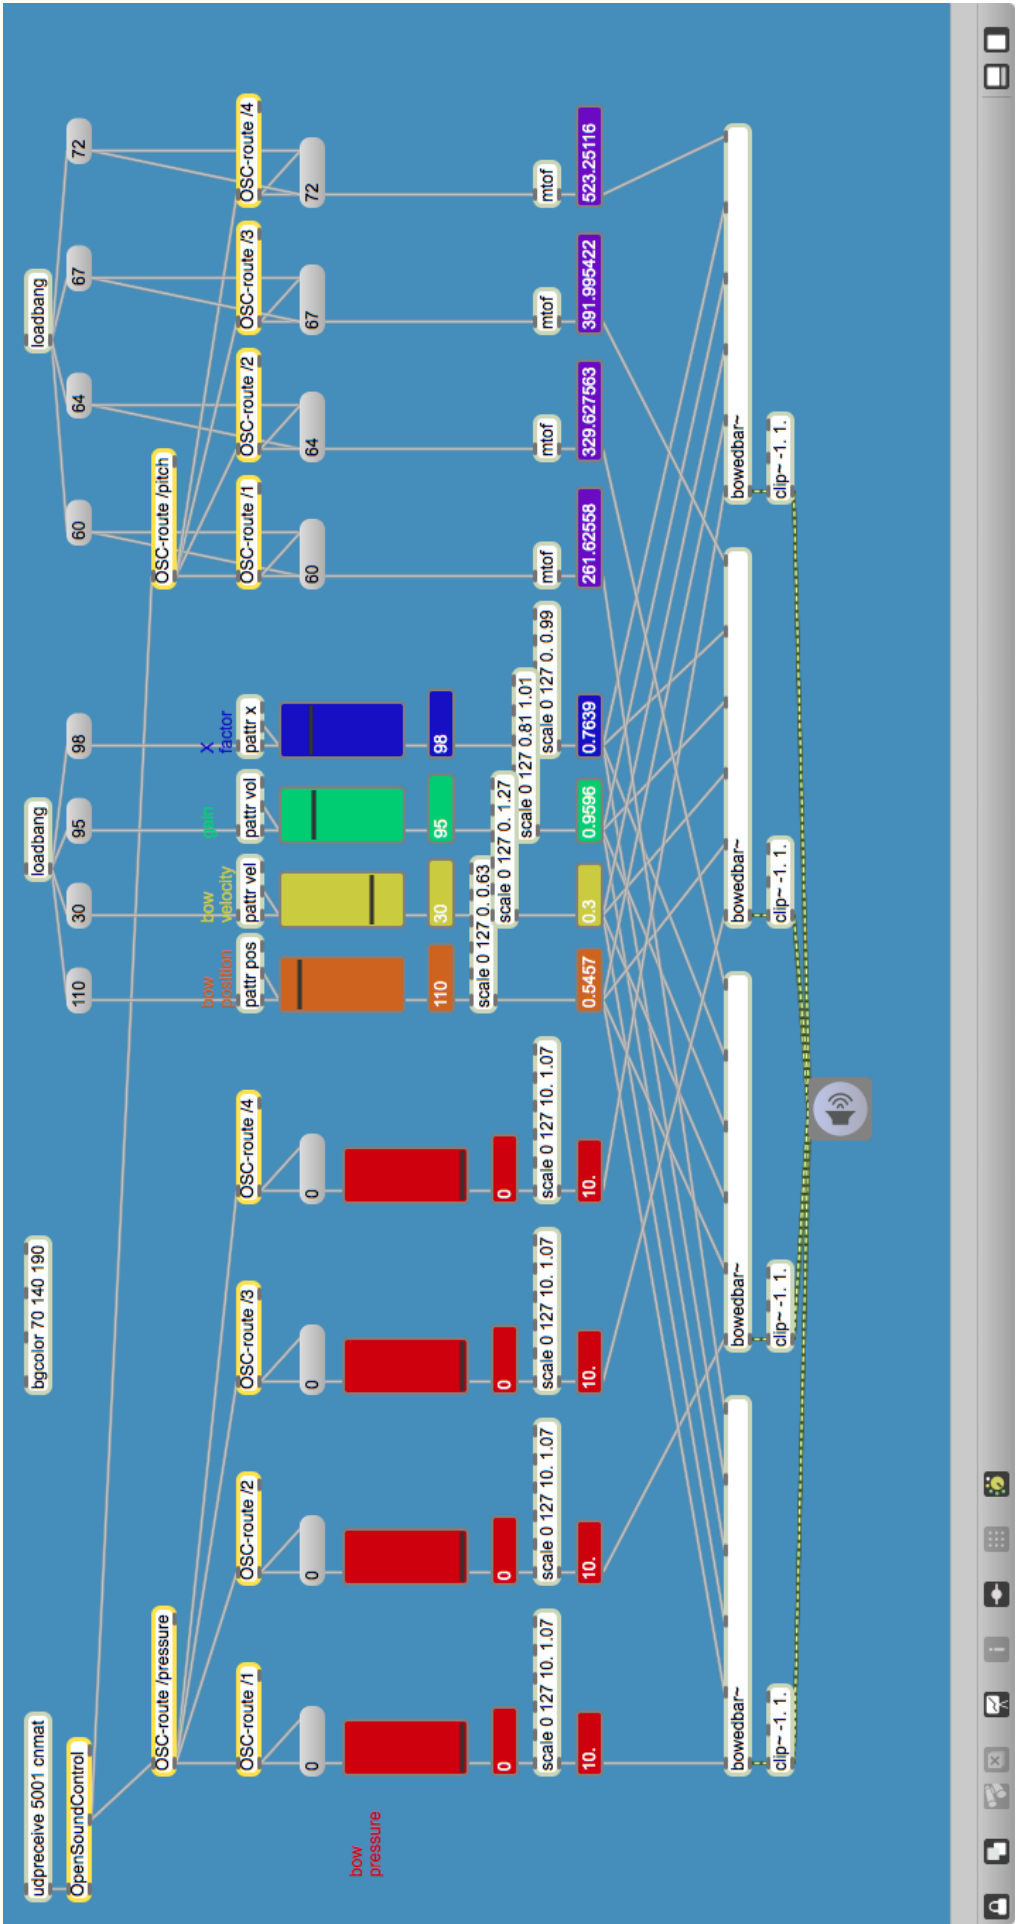 udpreceive 5001 cnmat
bgcolor 70 140 190
loadbang
loadbang
OpenSoundControl
110
30
95
98
60
64
67
72
OSC-route /pressure
OSC-route /pitch
bow
position
bow
velocity
gain
X
factor
OSC-route /1
OSC-route /2
OSC-route /3
OSC-route /4
pattr pos
pattr vel
pattr vol
pattr x
OSC-route /1
OSC-route /2
OSC-route /3
OSC-route /4
0
0
0
0
60
64
67
72
bow
pressure
110
30
95
98
0
0
0
0
scale 0 127 0. 0.63
scale 0 127 0. 1.27
scale 0 127 0.81 1.01
scale 0 127 0. 0.99
scale 0 127 10. 1.07
scale 0 127 10. 1.07
scale 0 127 10. 1.07
scale 0 127 10. 1.07
mtof
mtof
mtof
mtof
10.
10.
10.
10.
0.5457
0.3
0.9596
0.7639
261.62558
329.627563
391.995422
523.25116
bowedbar~
bowedbar~
bowedbar~
bowedbar~
clip~ -1. 1.
clip~ -1. 1.
clip~ -1. 1.
clip~ -1. 1.